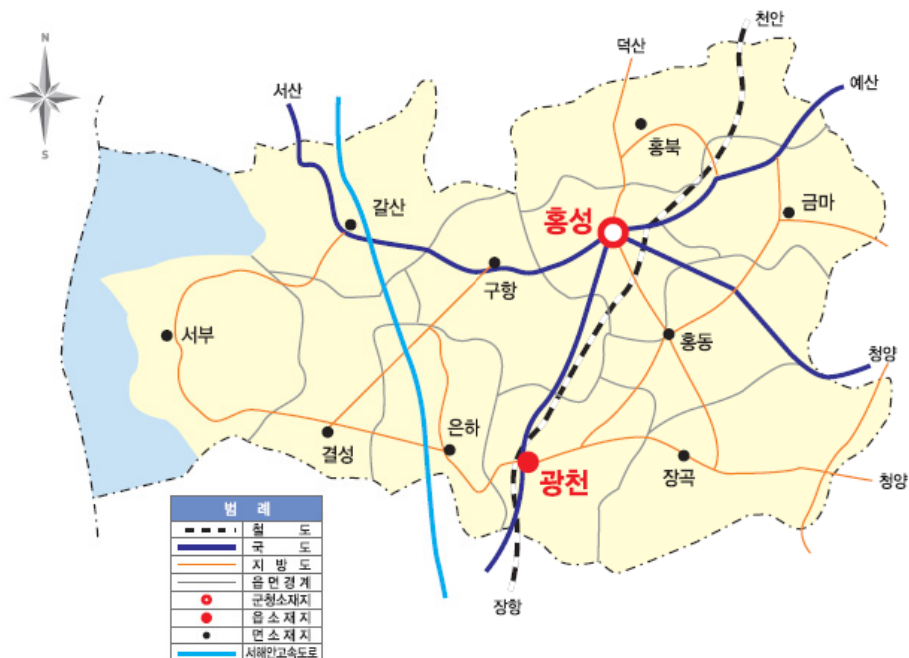 N
S
천안
덕산
서산
예산
홍북
갈산
금마
홍성
구항
서부
홍동
청양
결성
은하
광천
장곡
청양
장항
범 례
철 도
국 도
지 방 도
읍 면 경 계
군청소재지
읍 소 재 지
면 소 재 지
서해안고속도로